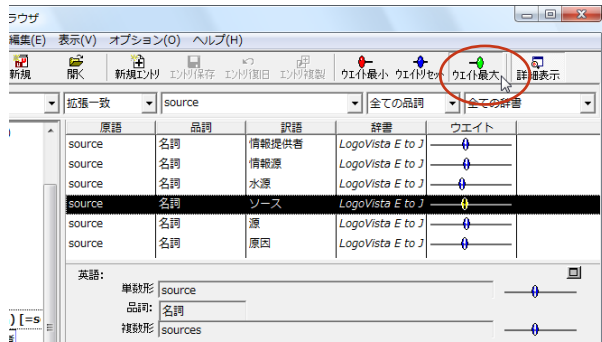 ラウザ
編集(E) 表示(V) オプション(O) ヘルプ(H)
新規 開く 新規エントリ エントリ保存 エントリ復旧 エントリ複製 ウエイト最小 ウエイトリセット ウエイト最大 詳細表示
拡張一致 source 全ての品詞 全ての辞書
原語 品詞 訳語 辞書 ウエイト
source 名詞 情報提供者 LogoVista E to J
source 名詞 情報源 LogoVista E to J
source 名詞 水源 LogoVista E to J
source 名詞 ソース LogoVista E to J
source 名詞 源 LogoVista E to J
source 名詞 原因 LogoVista E to J
英語:
単数形 source
品詞: 名詞
) [=s
複数形 sources